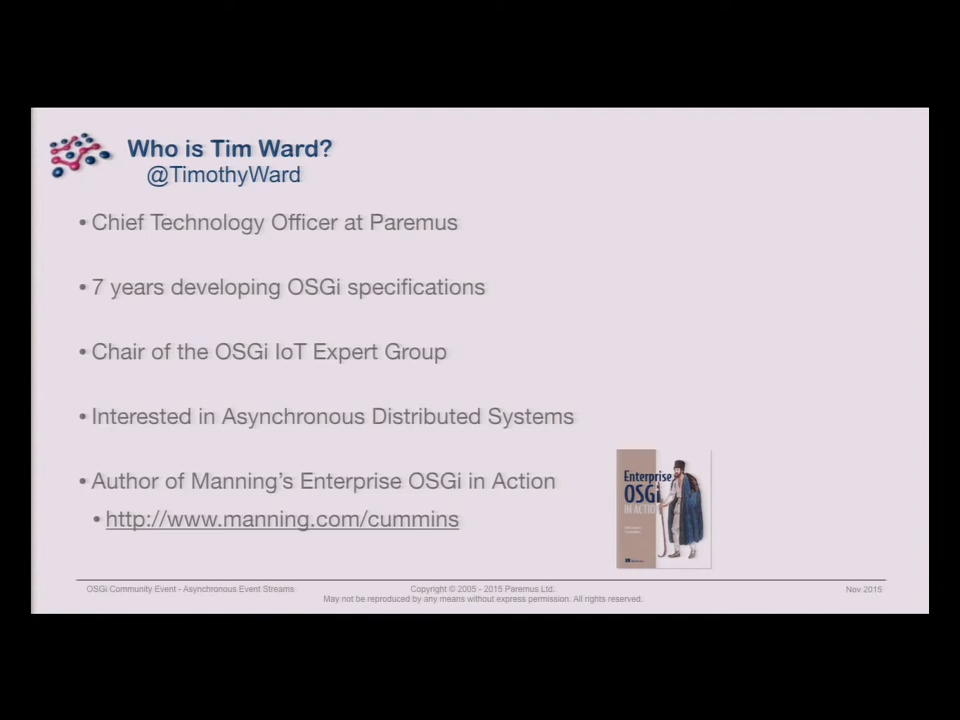 Who is Tim Ward?
@TimothyWard
• Chief Technology Officer at Paremus
• 7 years developing OSGi specifications
• Chair of the OSGi IoT Expert Group
• Interested in Asynchronous Distributed Systems
• Author of Manning's Enterprise OSGi in Action
• http://www.manning.com/cummins
Enterprise
OSGi
IN ACTION
OSGi Community Event - Asynchronous Event Streams
Copyright © 2005 - 2015 Paremus Ltd.
May not be reproduced by any means without express permission. All rights reserved.
Nov 2015